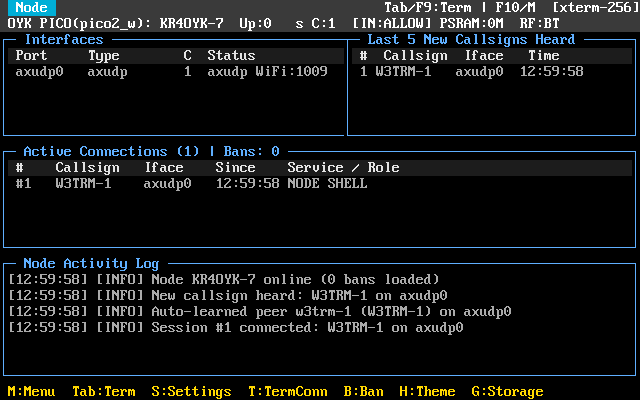 Node Tab/F9:Term | F10/M [xterm-256]
OYK PICO(pico2_w): KR4OYK-7 Up:0 s C:1 [IN:ALLOW] PSRAM:0M RF:BT
Interfaces Last 5 New Callsigns Heard
Port Type C Status # Callsign Iface Time
axudp0 axudp 1 axudp WiFi:1009 1 W3TRM-1 axudp0 12:59:58
Active Connections (1) | Bans: 0
# Callsign Iface Since Service / Role
#1 W3TRM-1 axudp0 12:59:58 NODE SHELL
Node Activity Log
[12:59:58] [INFO] Node KR4OYK-7 online (0 bans loaded)
[12:59:58] [INFO] New callsign heard: W3TRM-1 on axudp0
[12:59:58] [INFO] Auto-learned peer w3trm-1 (W3TRM-1) on axudp0
[12:59:58] [INFO] Session #1 connected: W3TRM-1 on axudp0
M:Menu Tab:Term S:Settings T:TermConn B:Ban H:Theme G:Storage